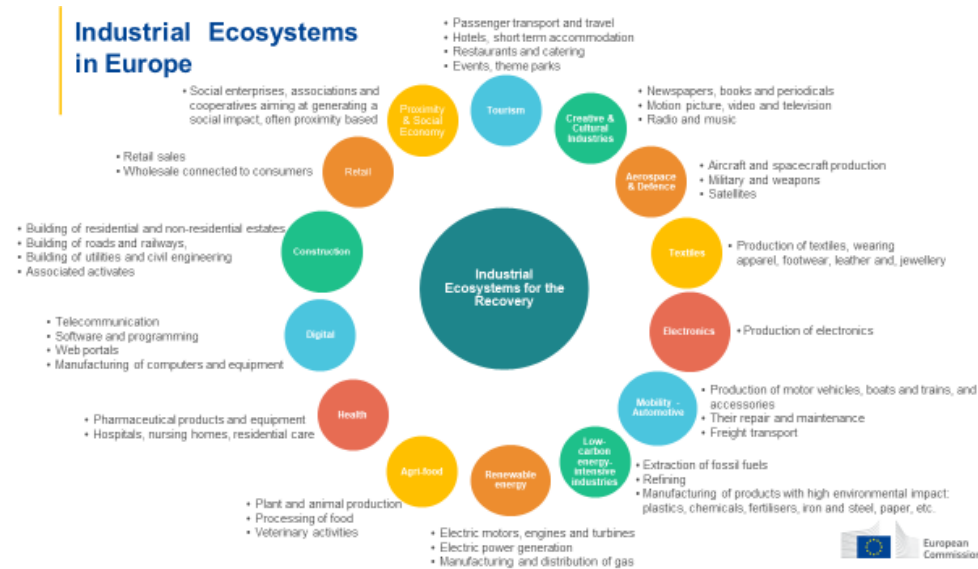 Industrial Ecosystems
in Europe
• Passenger transport and travel
• Hotels, short term accommodation
• Restaurants and catering
• Events, theme parks
Tourism
• Newspapers, books and periodicals
• Motion picture, video and television
• Radio and music
Creative &
Cultural
Industries
• Aircraft and spacecraft production
• Military and weapons
• Satellites
Aerospace
& Defence
• Production of textiles, wearing
apparel, footwear, leather and, jewellery
Textiles
• Production of electronics
Electronics
• Production of motor vehicles, boats and trains, and
accessories
• Their repair and maintenance
• Freight transport
Mobility -
Automotive
• Extraction of fossil fuels
• Refining
• Manufacturing of products with high environmental impact:
plastics, chemicals, fertilisers, iron and steel, paper, etc.
Low-
carbon
energy-
intensive
industries
• Electric motors, engines and turbines
• Electric power generation
• Manufacturing and distribution of gas
Renewable
energy
• Plant and animal production
• Processing of food
• Veterinary activities
Agri-food
• Pharmaceutical products and equipment
• Hospitals, nursing homes, residential care
Health
• Telecommunication
• Software and programming
• Web portals
• Manufacturing of computers and equipment
Digital
• Building of residential and non-residential estates
• Building of roads and railways,
• Building of utilities and civil engineering
• Associated activates
Construction
• Retail sales
• Wholesale connected to consumers
Retail
• Social enterprises, associations and
cooperatives aiming at generating a
social impact, often proximity based
Proximity
& Social
Economy
Industrial
Ecosystems for the
Recovery
European
Commission